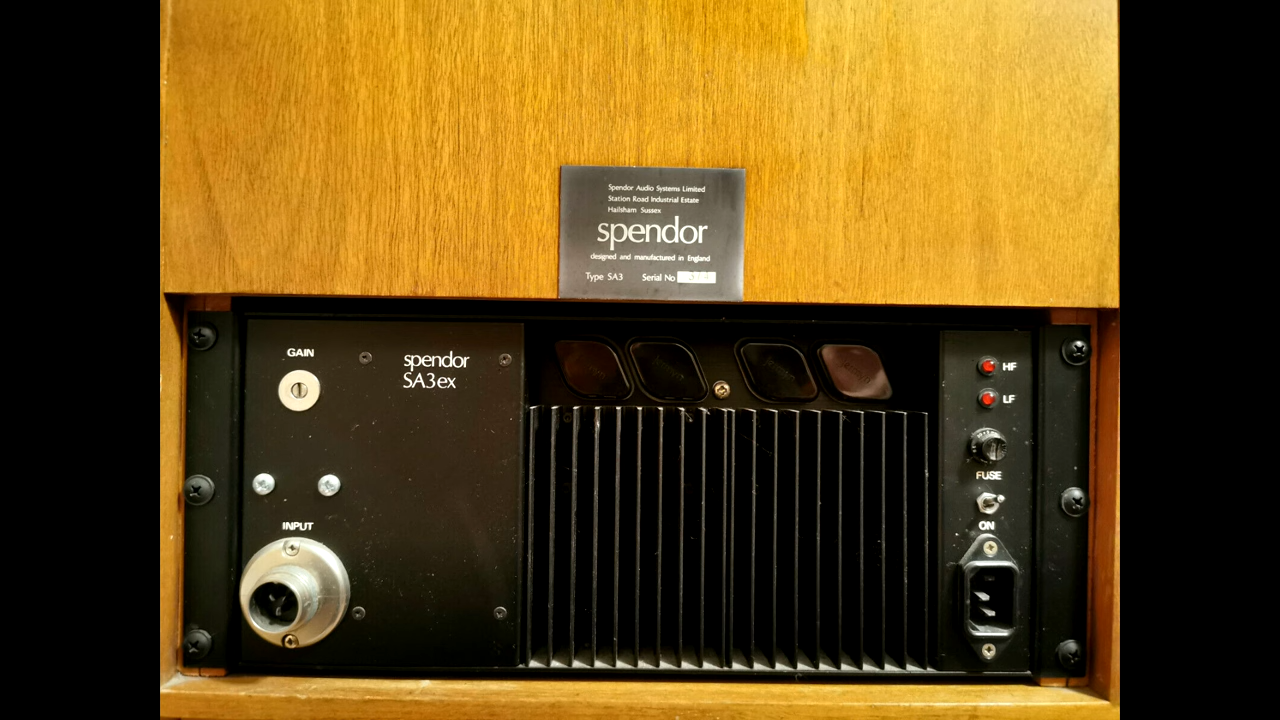 Spendor Audio Systems Limited
Station Road Industrial Estate
Hailsham Sussex
spendor
designed and manufactured in England
Type SA3 Serial No
GAIN
spendor
SA3ex
INPUT
HF
LF
FUSE
ON